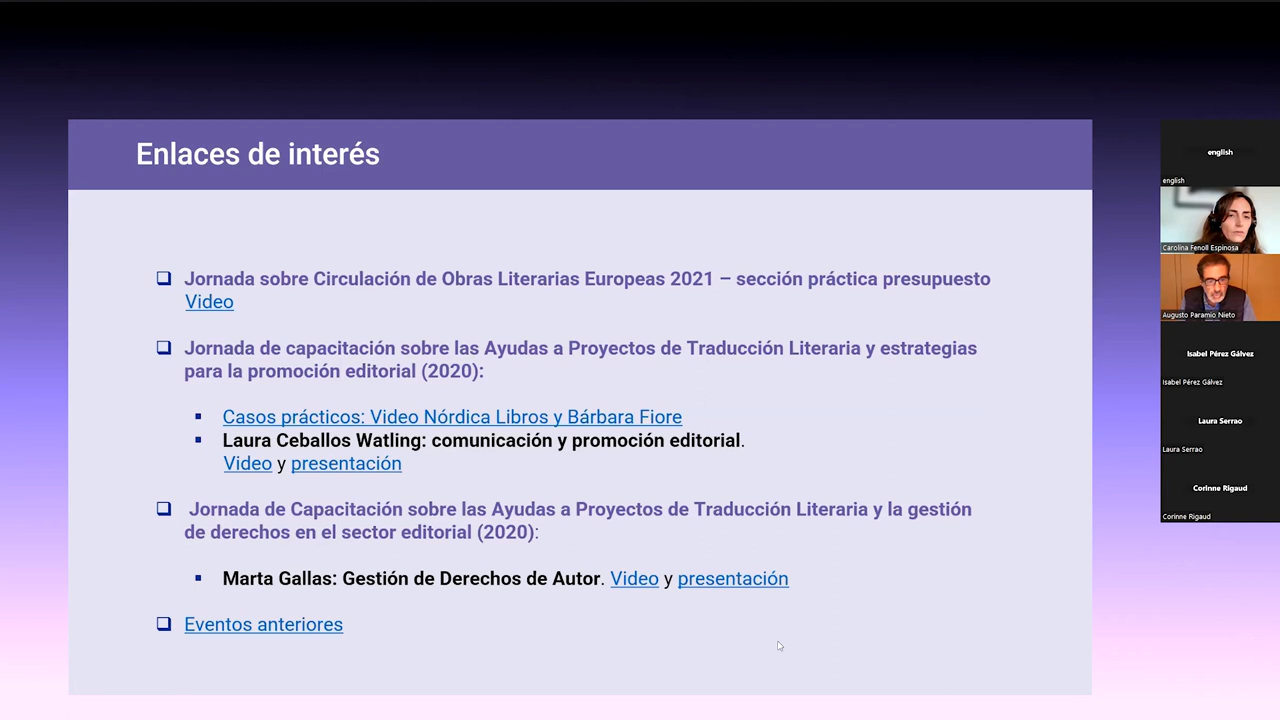 Enlaces de interés
Jornada sobre Circulación de Obras Literarias Europeas 2021 – sección práctica presupuesto
Video
Jornada de capacitación sobre las Ayudas a Proyectos de Traducción Literaria y estrategias
para la promoción editorial (2020):
Casos prácticos: Video Nórdica Libros y Bárbara Fiore
Laura Ceballos Watling: comunicación y promoción editorial.
Video y presentación
Jornada de Capacitación sobre las Ayudas a Proyectos de Traducción Literaria y la gestión
de derechos en el sector editorial (2020):
Marta Gallas: Gestión de Derechos de Autor. Video y presentación
Eventos anteriores
english
english
Carolina Fenoll Espinosa
Augusto Paramio Nieto
Isabel Pérez Gálvez
Isabel Pérez Gálvez
Laura Serrao
Laura Serrao
Corinne Rigaud
Corinne Rigaud